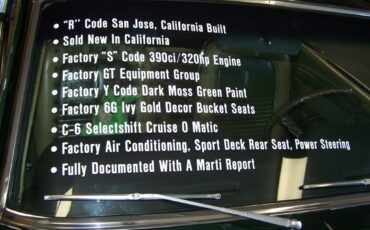 • "R" Code San Jose, California Built
• Sold New In California
• Factory "S" Code 390ci/320hp Engine
• Factory GT Equipment Group
• Factory Y Code Dark Moss Green Paint
• Factory 6G Ivy Gold Decor Bucket Seats
• C-6 Selectshift Cruise O Matic
• Factory Air Conditioning, Sport Deck Rear Seat, Power Steering
• Fully Documented With A Marti Report